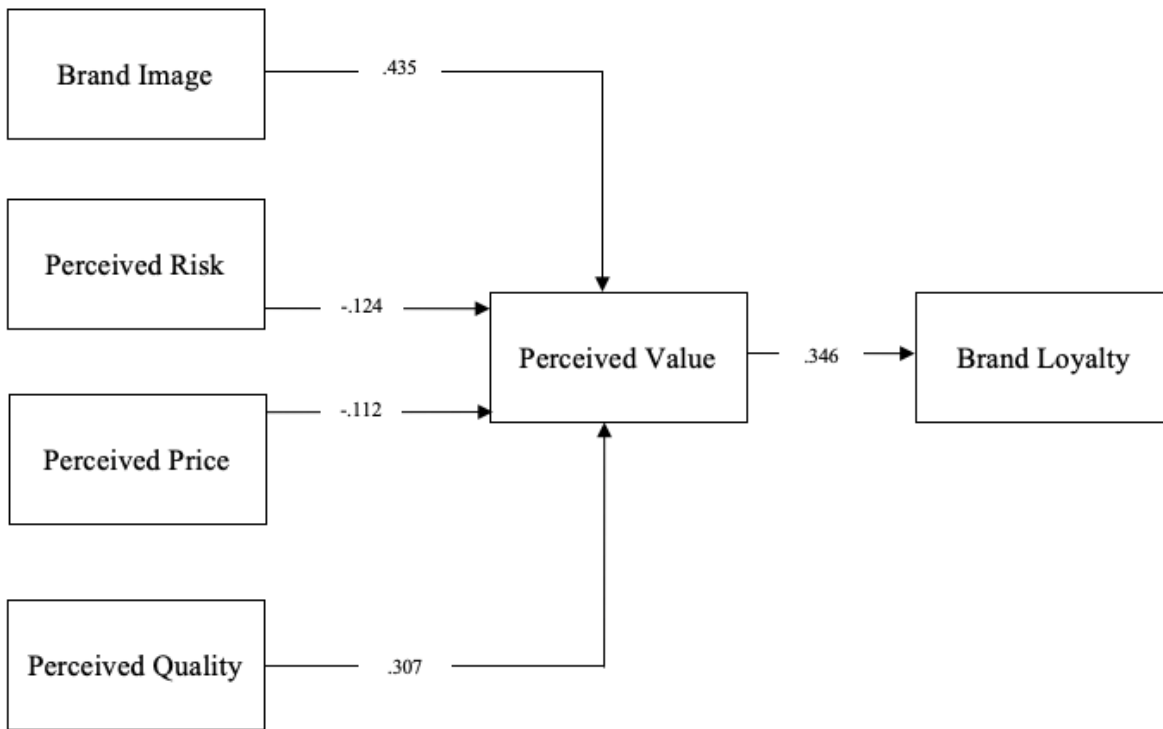 Brand Image
.435
Perceived Risk
-.124
Perceived Value
.346
Brand Loyalty
-.112
Perceived Price
Perceived Quality
.307